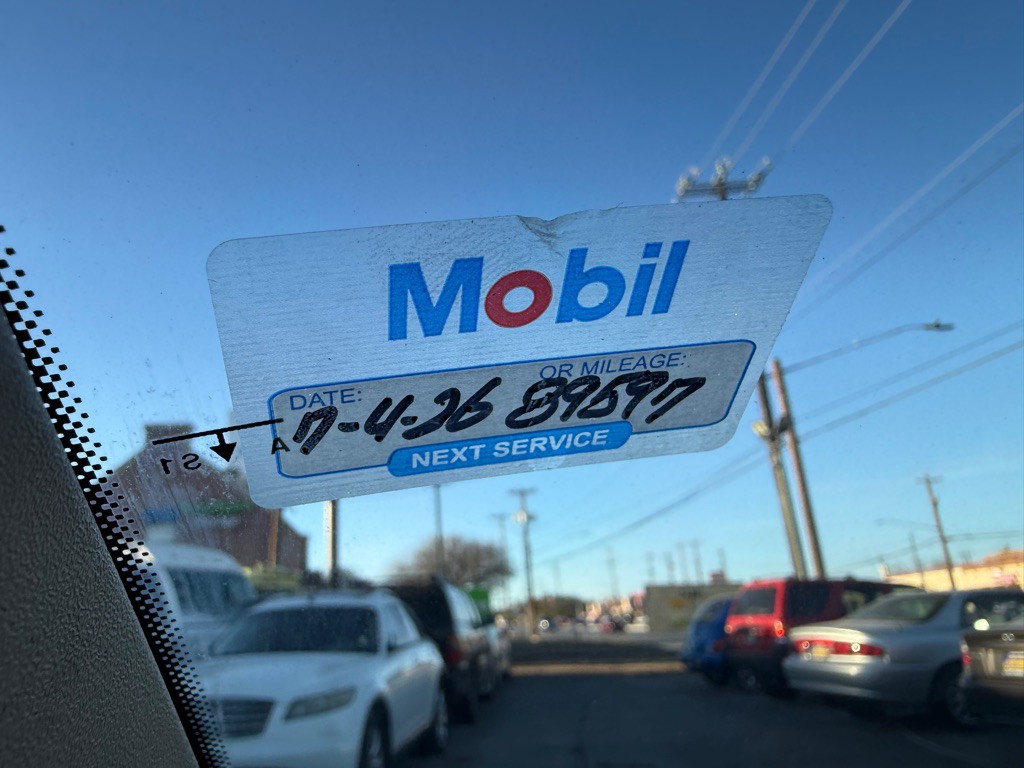 Mobil
DATE: OR MILEAGE:
7-4-26 89597
NEXT SERVICE
A